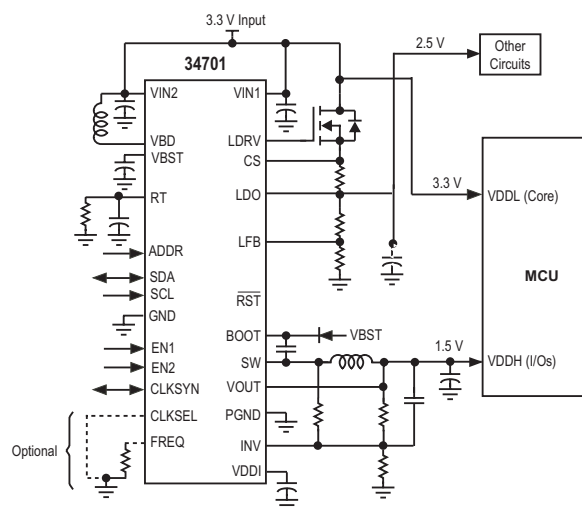 3.3 V Input
34701
2.5 V
Other
Circuits
VIN2
VIN1
VBD
LDRV
VBST
CS
RT
LDO
3.3 V
VDDL (Core)
ADDR
LFB
SDA
SCL
RST
MCU
GND
BOOT
VBST
EN1
SW
1.5 V
VDDH (I/Os)
EN2
VOUT
CLKSYN
CLKSEL
PGND
Optional
FREQ
INV
VDDI